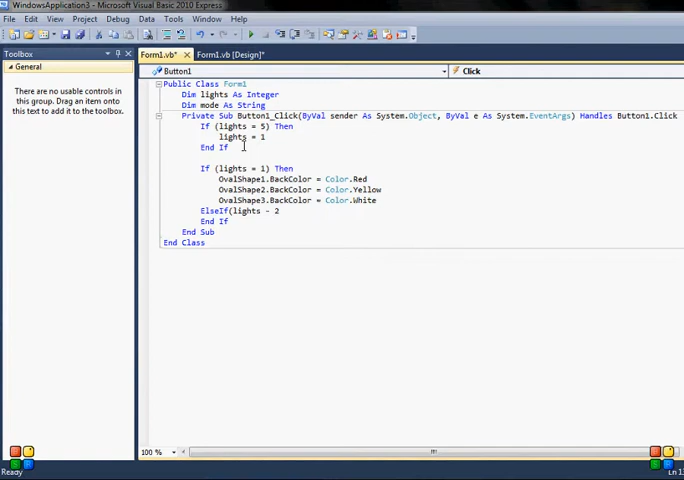 WindowsApplication3 - Microsoft Visual Basic 2010 Express
File Edit View Project Debug Data Tools Window Help
Toolbox
General
There are no usable controls in
this group. Drag an item onto
this text to add it to the toolbox.
Form1.vb* Form1.vb [Design]*
Button1 Click
Public Class Form1
Dim lights As Integer
Dim mode As String
Private Sub Button1_Click(ByVal sender As System.Object, ByVal e As System.EventArgs) Handles Button1.Click
If (lights = 5) Then
lights = 1
End If
If (lights = 1) Then
OvalShape1.BackColor = Color.Red
OvalShape2.BackColor = Color.Yellow
OvalShape3.BackColor = Color.White
ElseIf(lights - 2
End If
End Sub
End Class
100 %
Ready